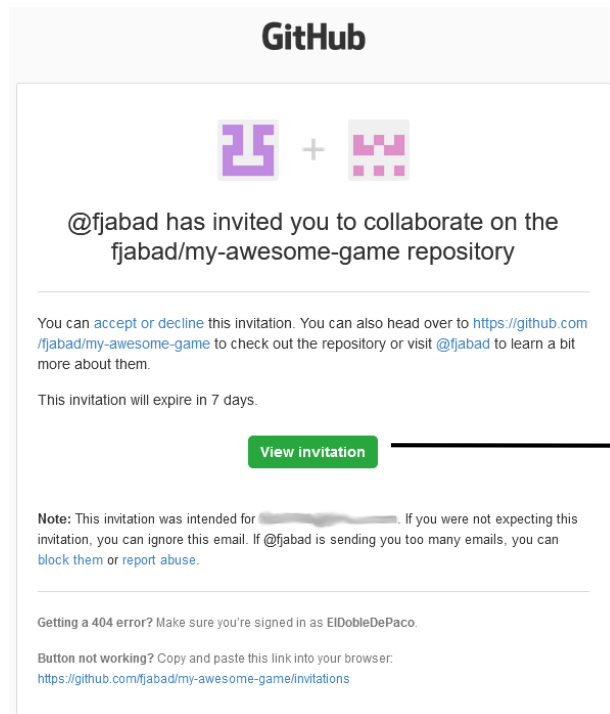 GitHub
@fjabad has invited you to collaborate on the
fjabad/my-awesome-game repository
You can accept or decline this invitation. You can also head over to https://github.com
/fjabad/my-awesome-game to check out the repository or visit @fjabad to learn a bit
more about them.
This invitation will expire in 7 days.
View invitation
Note: This invitation was intended for . If you were not expecting this
invitation, you can ignore this email. If @fjabad is sending you too many emails, you can
block them or report abuse.
Getting a 404 error? Make sure you're signed in as ElDobleDePaco.
Button not working? Copy and paste this link into your browser:
https://github.com/fjabad/my-awesome-game/invitations